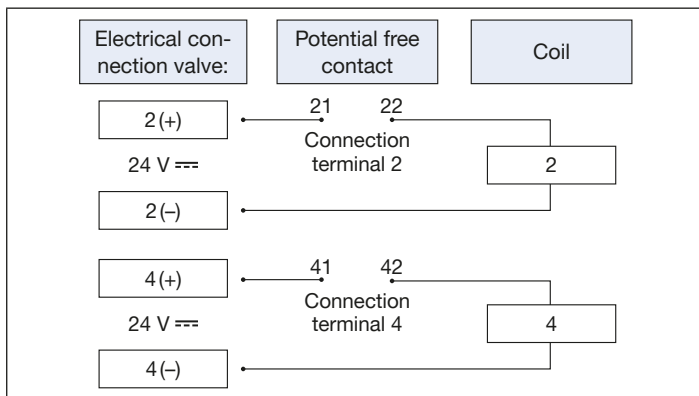 Electrical con-
nection valve:
Potential free
contact
Coil
2 (+)
21 22
Connection
terminal 2
24 V ⎓
2
2 (–)
4 (+)
41 42
Connection
terminal 4
24 V ⎓
4
4 (–)